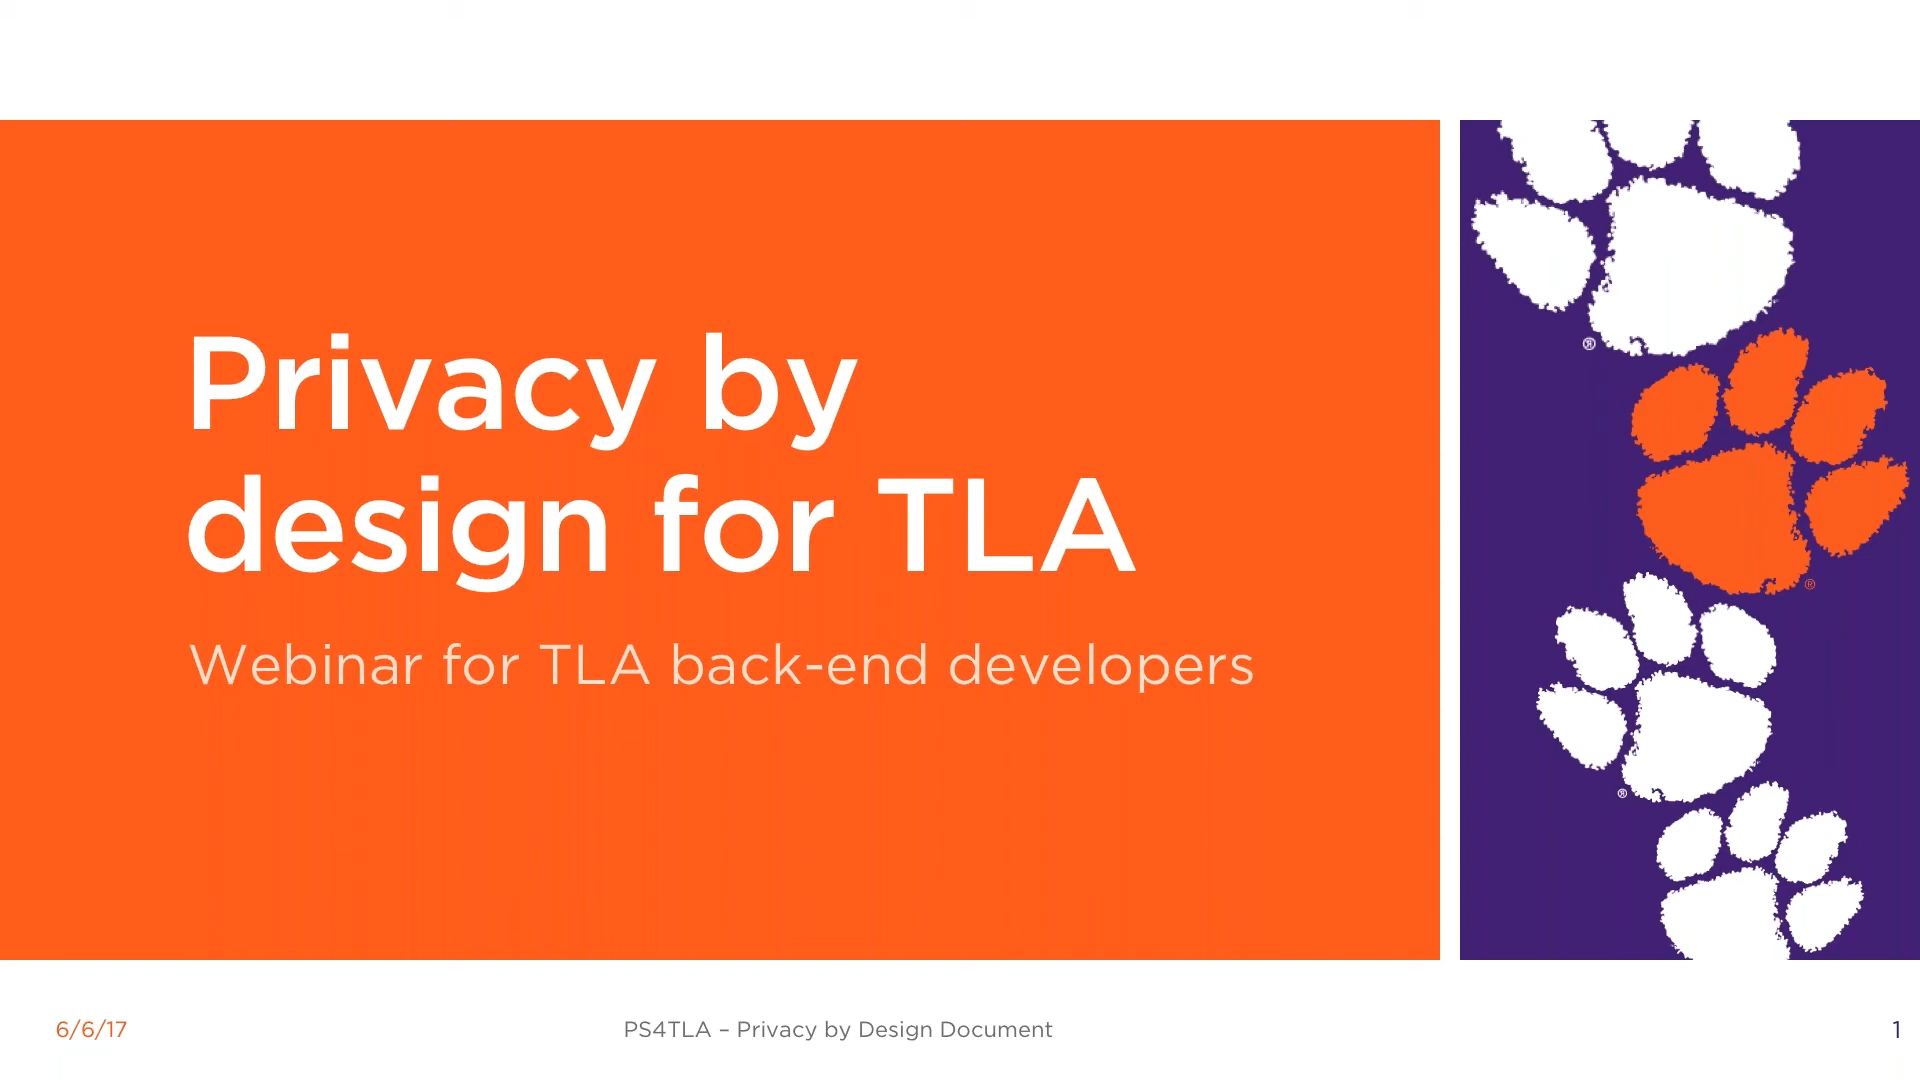 Privacy by
design for TLA
Webinar for TLA back-end developers
®
®
®
6/6/17
PS4TLA – Privacy by Design Document
1